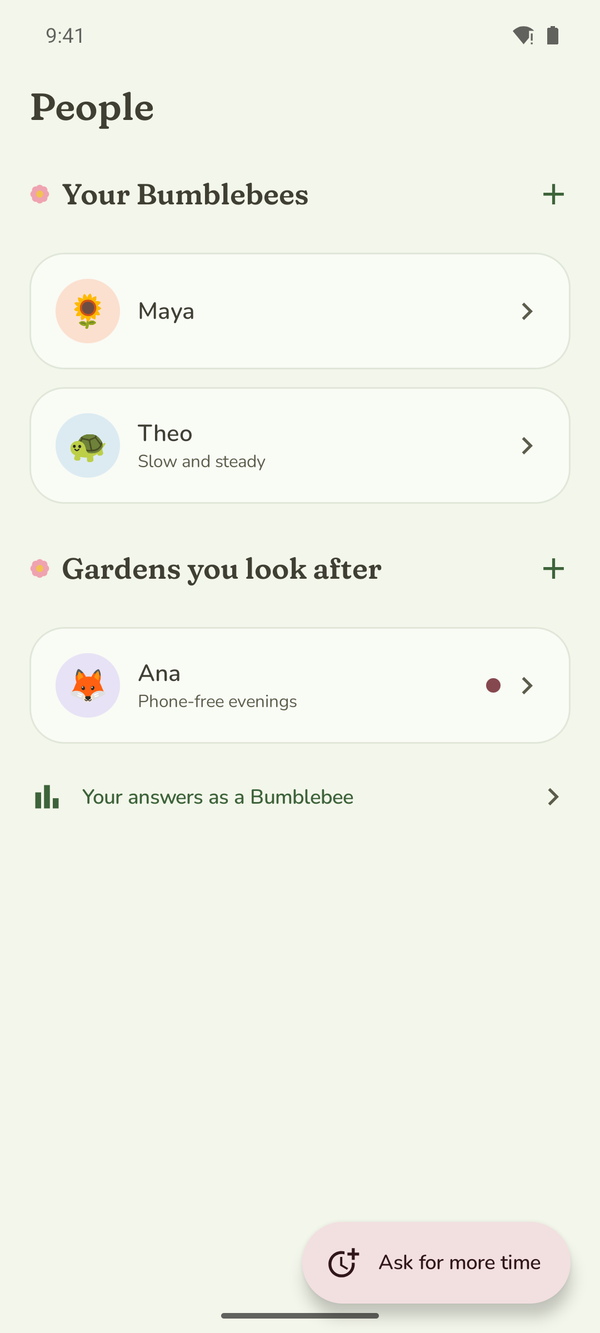 9:41
People
Your Bumblebees
Maya
Theo
Slow and steady
Gardens you look after
Ana
Phone-free evenings
Your answers as a Bumblebee
Ask for more time